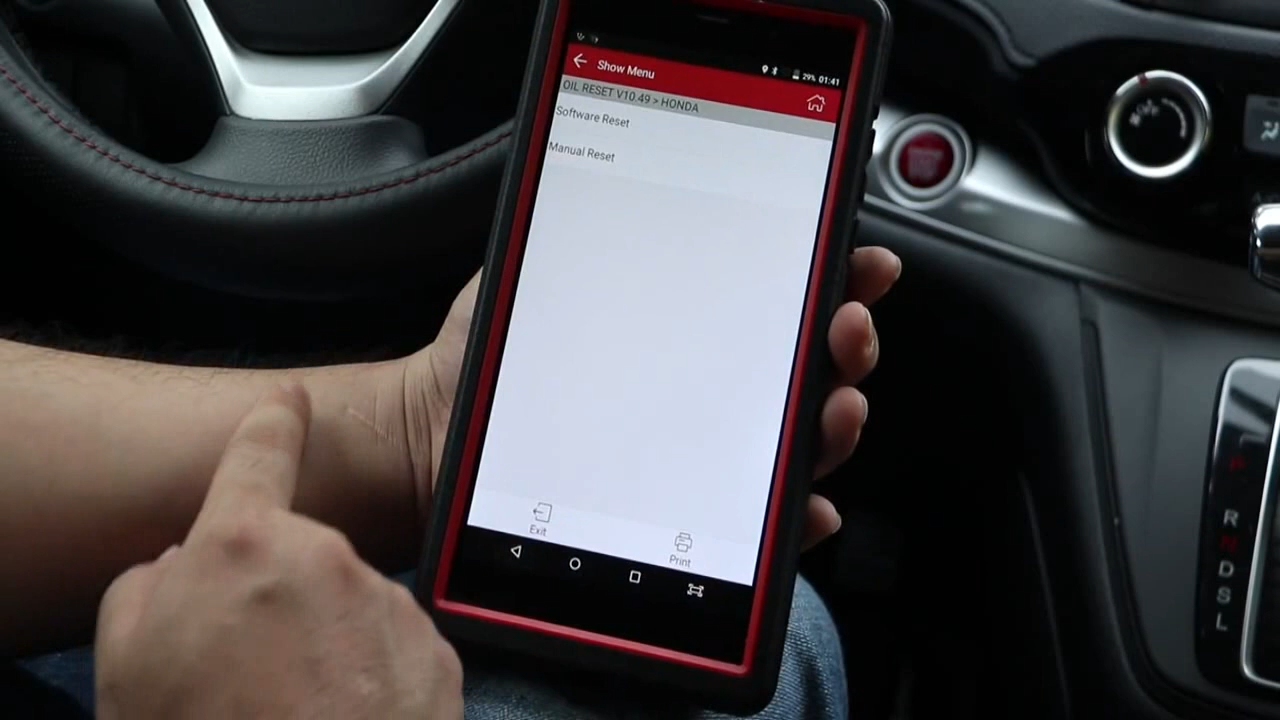 29% 01:41
Show Menu
OIL RESET V10.49 > HONDA
Software Reset
Manual Reset
Exit
Print
P
R
N
D
S
L